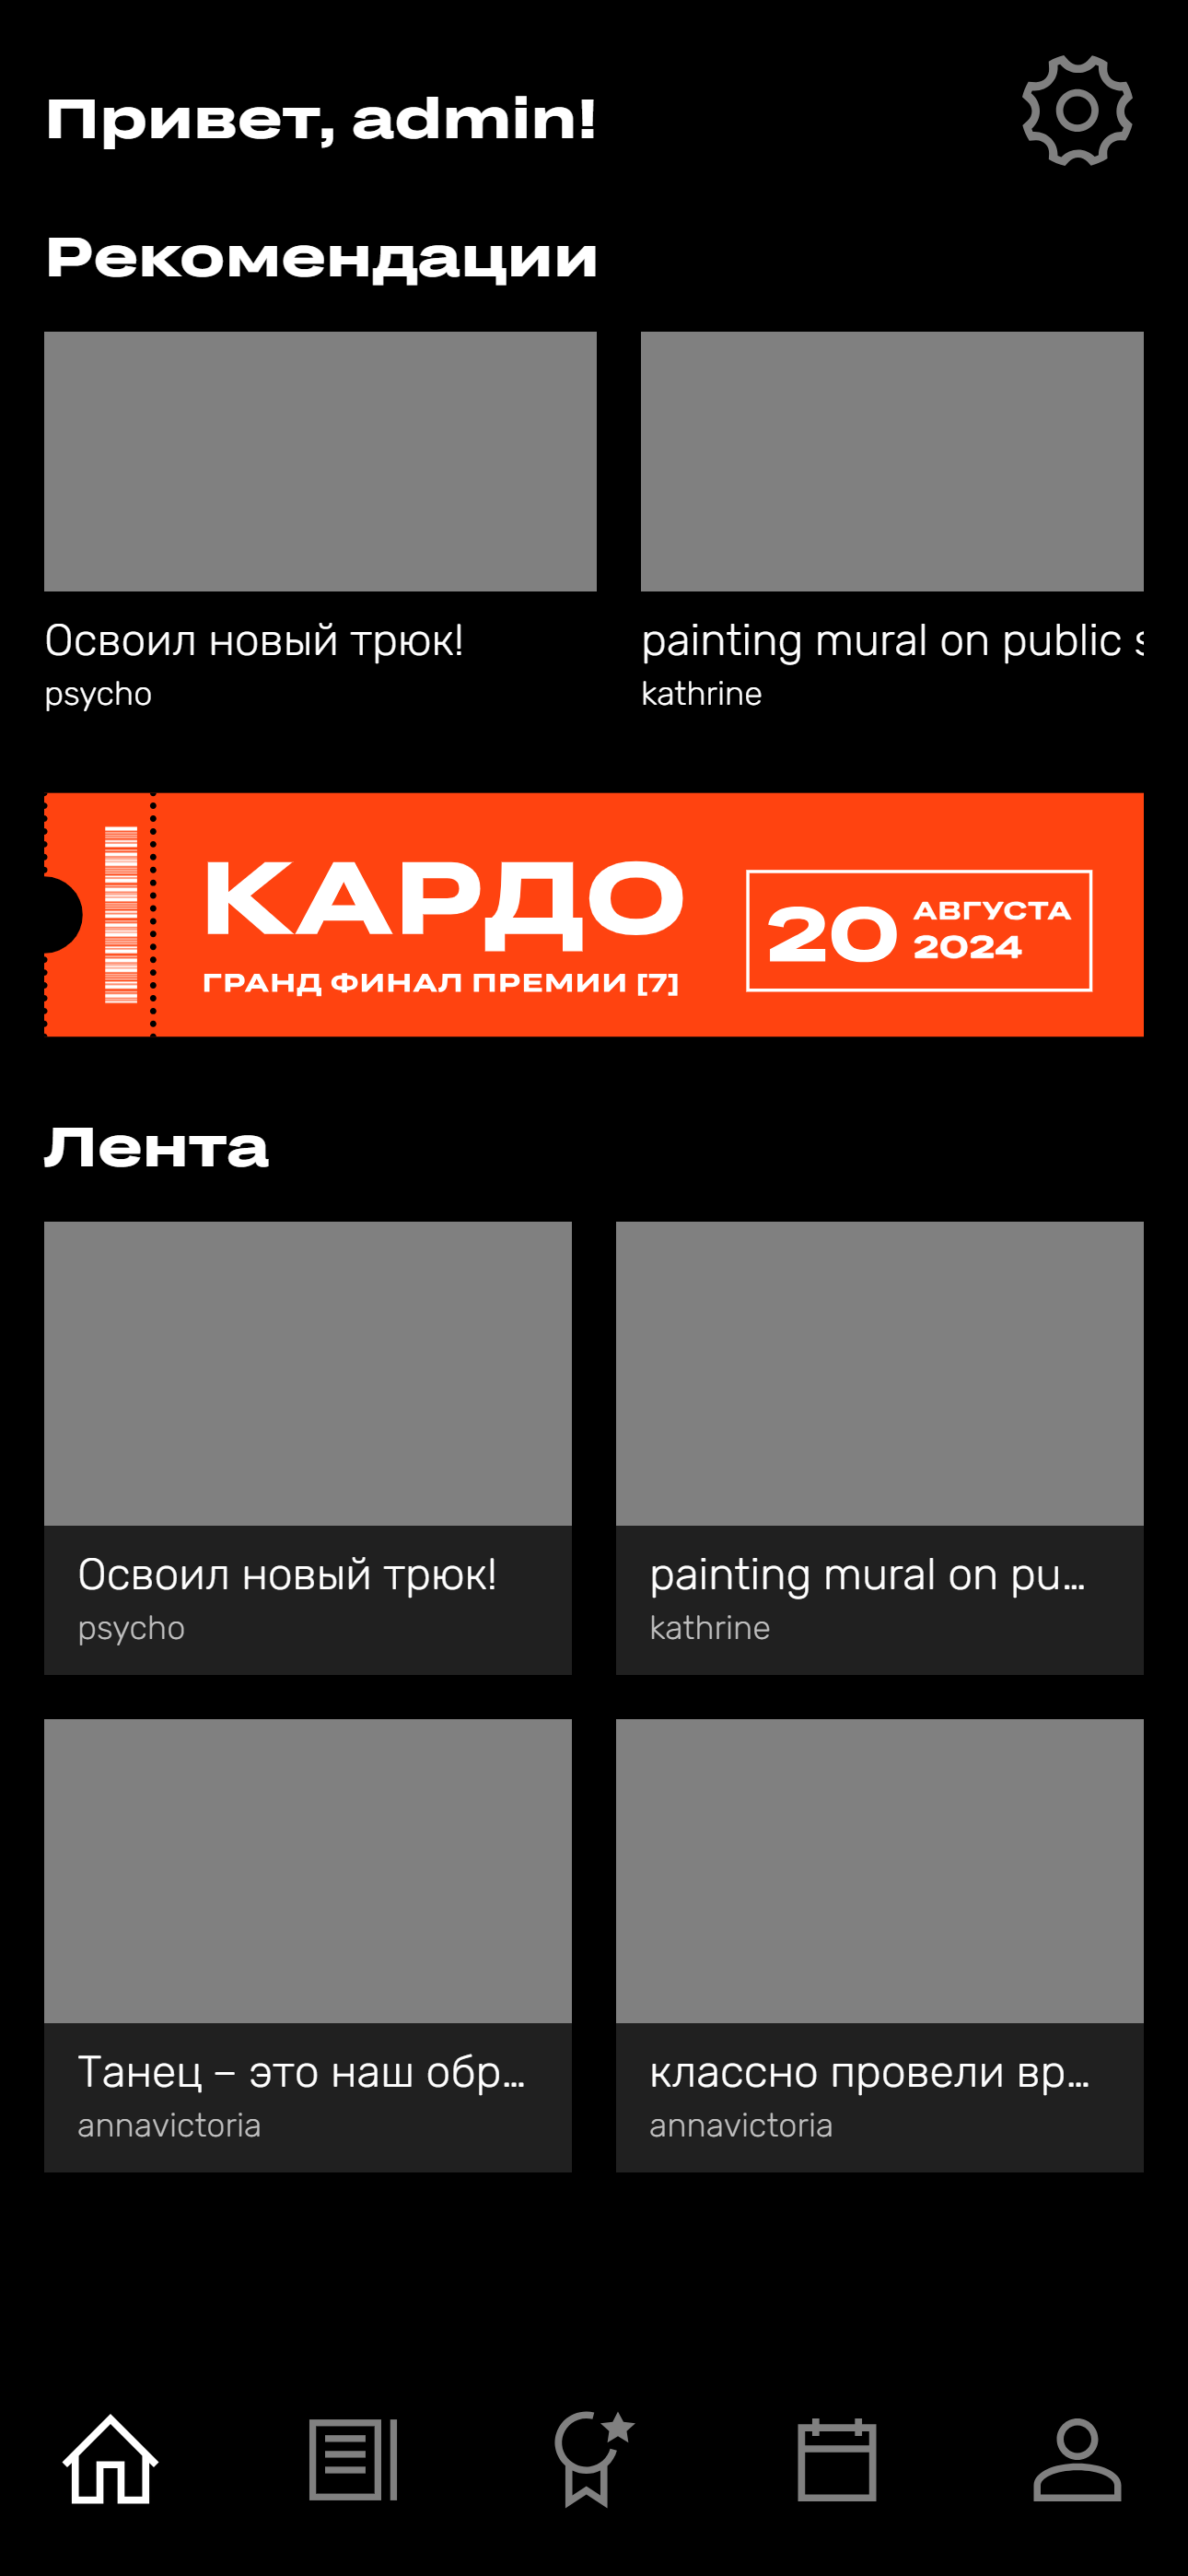 Привет, admin!
Рекомендации
Освоил новый трюк!
psycho
painting mural on public
kathrine
КАРДО
ГРАНД ФИНАЛ ПРЕМИИ [7]
20 АВГУСТА
2024
Лента
Освоил новый трюк!
psycho
painting mural on pu...
kathrine
Танец – это наш обр...
annavictoria
классно провели вр...
annavictoria